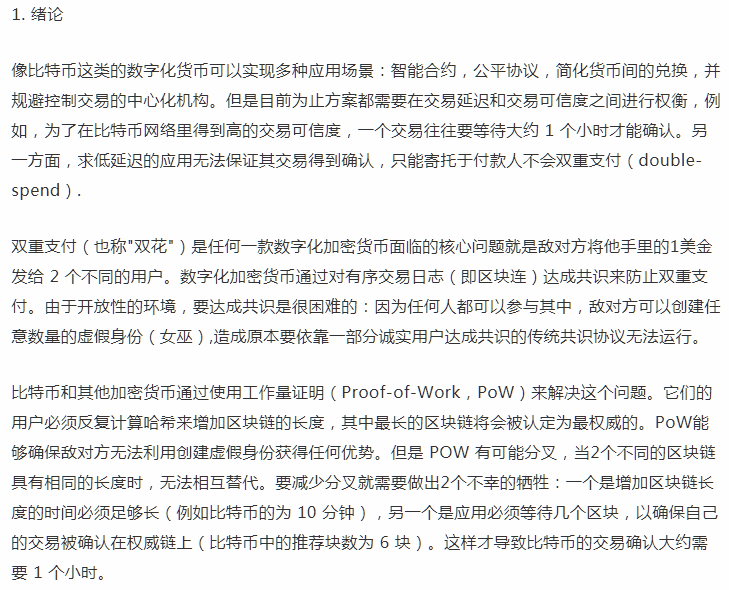 1. 绪论
像比特币这类的数字化货币可以实现多种应用场景：智能合约，公平协议，简化货币间的兑换，并
规避控制交易的中心化机构。但是目前为止方案都需要在交易延迟和交易可信度之间进行权衡，例
如，为了在比特币网络里得到高的交易可信度，一个交易往往要等待大约 1 个小时才能确认。另
一方面，求低延迟的应用无法保证其交易得到确认，只能寄托于付款人不会双重支付（double-
spend）.
双重支付（也称"双花"）是任何一款数字化加密货币面临的核心问题就是敌对方将他手里的1美金
发给 2 个不同的用户。数字化加密货币通过对有序交易日志（即区块连）达成共识来防止双重支
付。由于开放性的环境，要达成共识是很困难的：因为任何人都可以参与其中，敌对方可以创建任
意数量的虚假身份（女巫）,造成原本要依靠一部分诚实用户达成共识的传统共识协议无法运行。
比特币和其他加密货币通过使用工作量证明（Proof-of-Work，PoW）来解决这个问题。它们的
用户必须反复计算哈希来增加区块链的长度，其中最长的区块链将会被认定为最权威的。PoW能
够确保敌对方无法利用创建虚假身份获得任何优势。但是 POW 有可能分叉，当2个不同的区块链
具有相同的长度时，无法相互替代。要减少分叉就需要做出2个不幸的牺牲：一个是增加区块链长
度的时间必须足够长（例如比特币的为 10 分钟），另一个是应用必须等待几个区块，以确保自己
的交易被确认在权威链上（比特币中的推荐块数为 6 块）。这样才导致比特币的交易确认大约需
要 1 个小时。